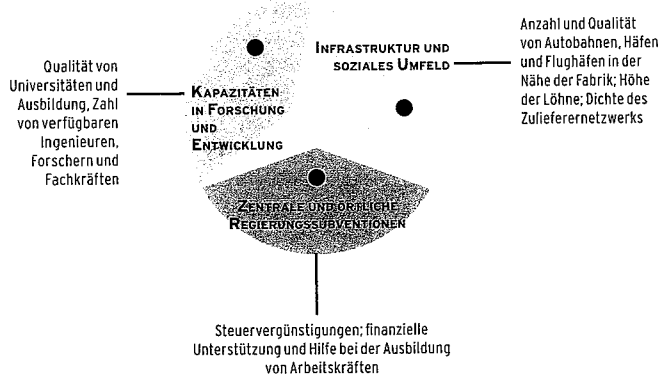 Qualität von
Universitäten und
Ausbildung, Zahl
von verfügbaren
Ingenieuren,
Forschern und
Fachkräften
KAPAZITÄTEN
IN FORSCHUNG
UND
ENTWICKLUNG
INFRASTRUKTUR UND
SOZIALES UMFELD
Anzahl und Qualität
von Autobahnen, Häfen
und Flughäfen in der
Nähe der Fabrik; Höhe
der Löhne; Dichte des
Zulieferernetzwerks
ZENTRALE UND ÖRTLICHE
REGIERUNGSSUBVENTIONEN
Steuervergünstigungen; finanzielle
Unterstützung und Hilfe bei der Ausbildung
von Arbeitskräften